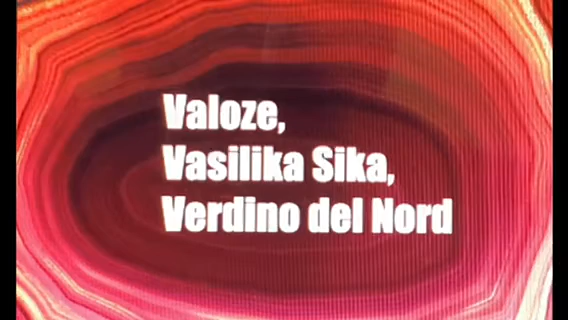 Valoze,
Vasilika Sika,
Verdino del Nord